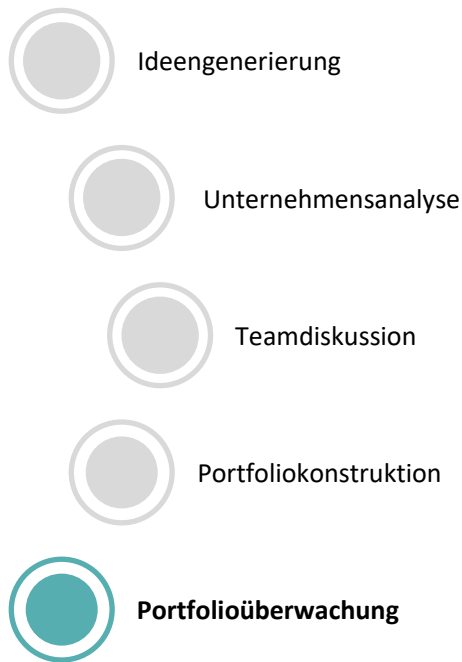 Ideengenerierung
Unternehmensanalyse
Teamdiskussion
Portfoliokonstruktion
Portfolioüberwachung